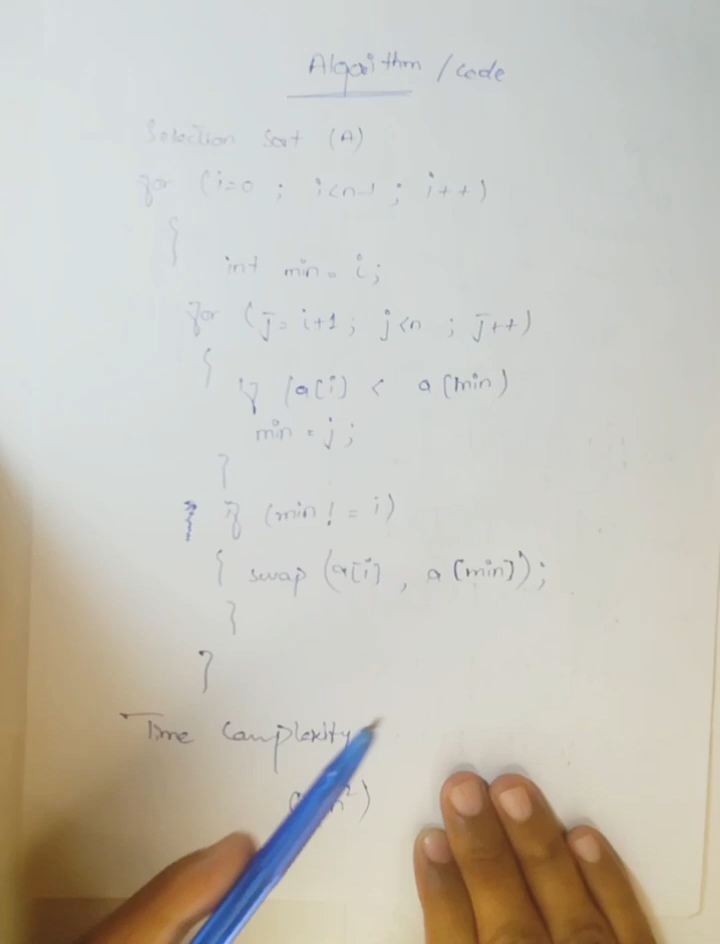 Algorithm / code
Selection Sort (A)
for (i=0 ; i<n-1 ; i++)
{
int min = i;
for (j = i+1 ; j<n ; j++)
{
if (a[i] < a[min)
min = j;
}
if (min != i)
{ swap (a[i] , a[min]);
}
}
Time Complexity
n²)